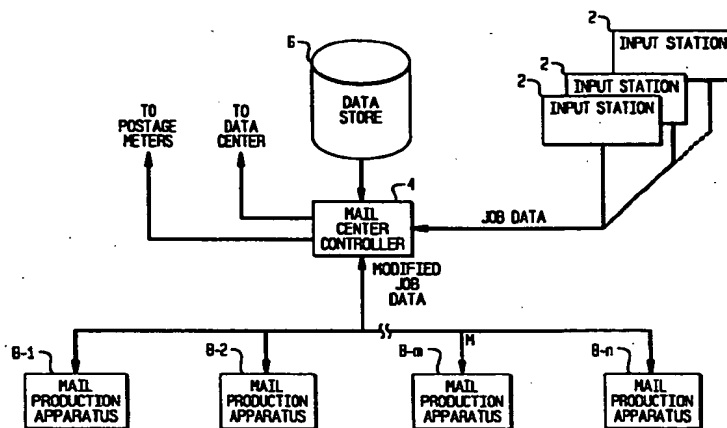 2
INPUT STATION
2
INPUT STATION
2
INPUT STATION
6
DATA
STORE
TO
POSTAGE
METERS
TO
DATA
CENTER
4
MAIL
CENTER
CONTROLLER
JOB DATA
MODIFIED
JOB
DATA
M
8-1
MAIL
PRODUCTION
APPARATUS
8-2
MAIL
PRODUCTION
APPARATUS
8-m
MAIL
PRODUCTION
APPARATUS
8-n
MAIL
PRODUCTION
APPARATUS